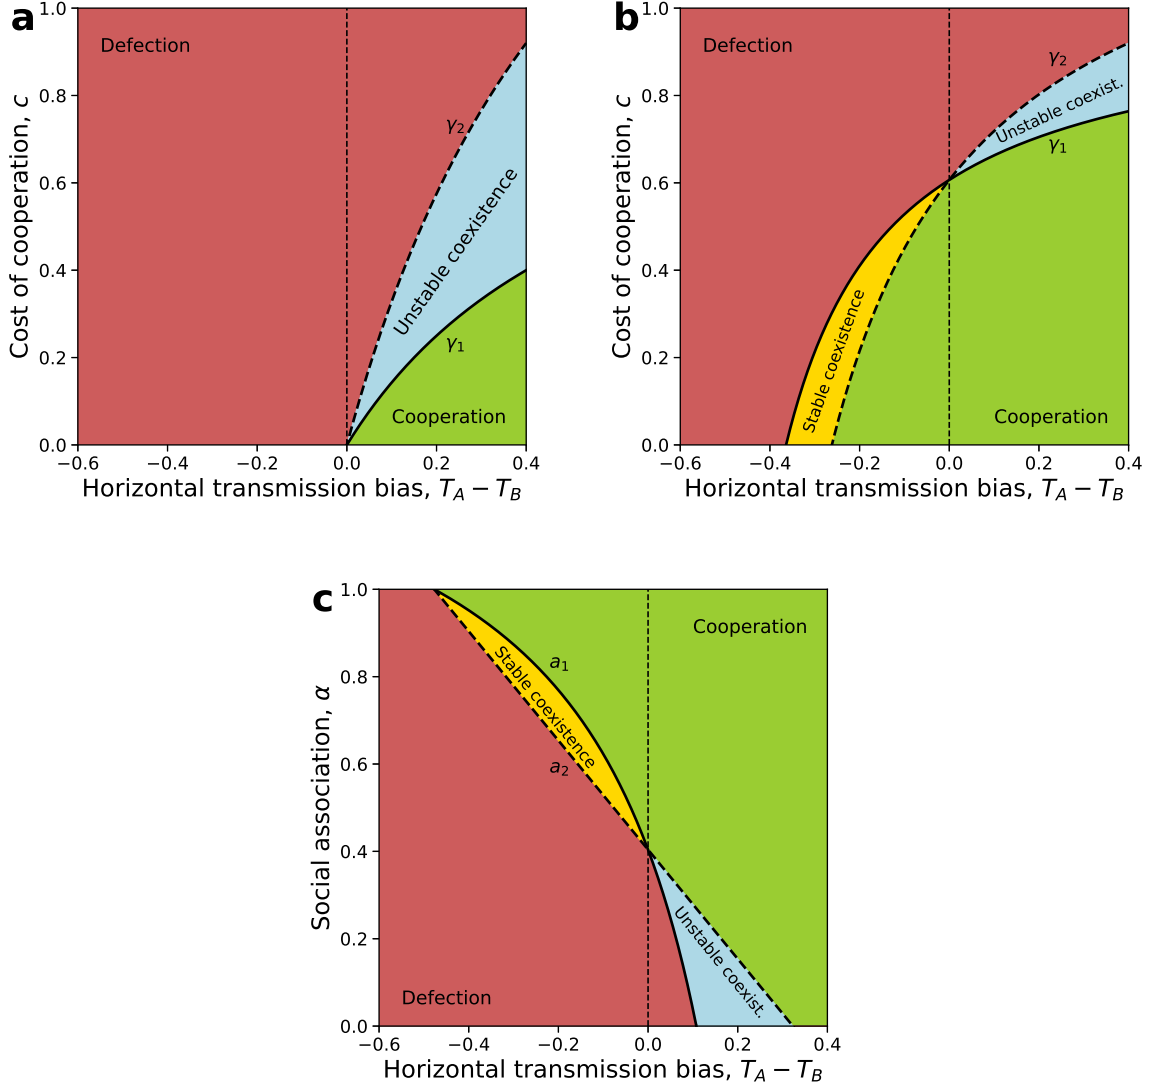 a
1.0
0.8
0.6
0.4
0.2
0.0
Cost of cooperation, c
Defection
γ2
Unstable coexistence
γ1
Cooperation
−0.6 −0.4 −0.2 0.0 0.2 0.4
Horizontal transmission bias, TA − TB
b
1.0
0.8
0.6
0.4
0.2
0.0
Cost of cooperation, c
Defection
γ2
Unstable coexist.
γ1
Stable coexistence
Cooperation
−0.6 −0.4 −0.2 0.0 0.2 0.4
Horizontal transmission bias, TA − TB
c
1.0
0.8
0.6
0.4
0.2
0.0
Social association, α
Cooperation
a1
Stable coexistence
a2
Unstable coexist.
Defection
−0.6 −0.4 −0.2 0.0 0.2 0.4
Horizontal transmission bias, TA − TB